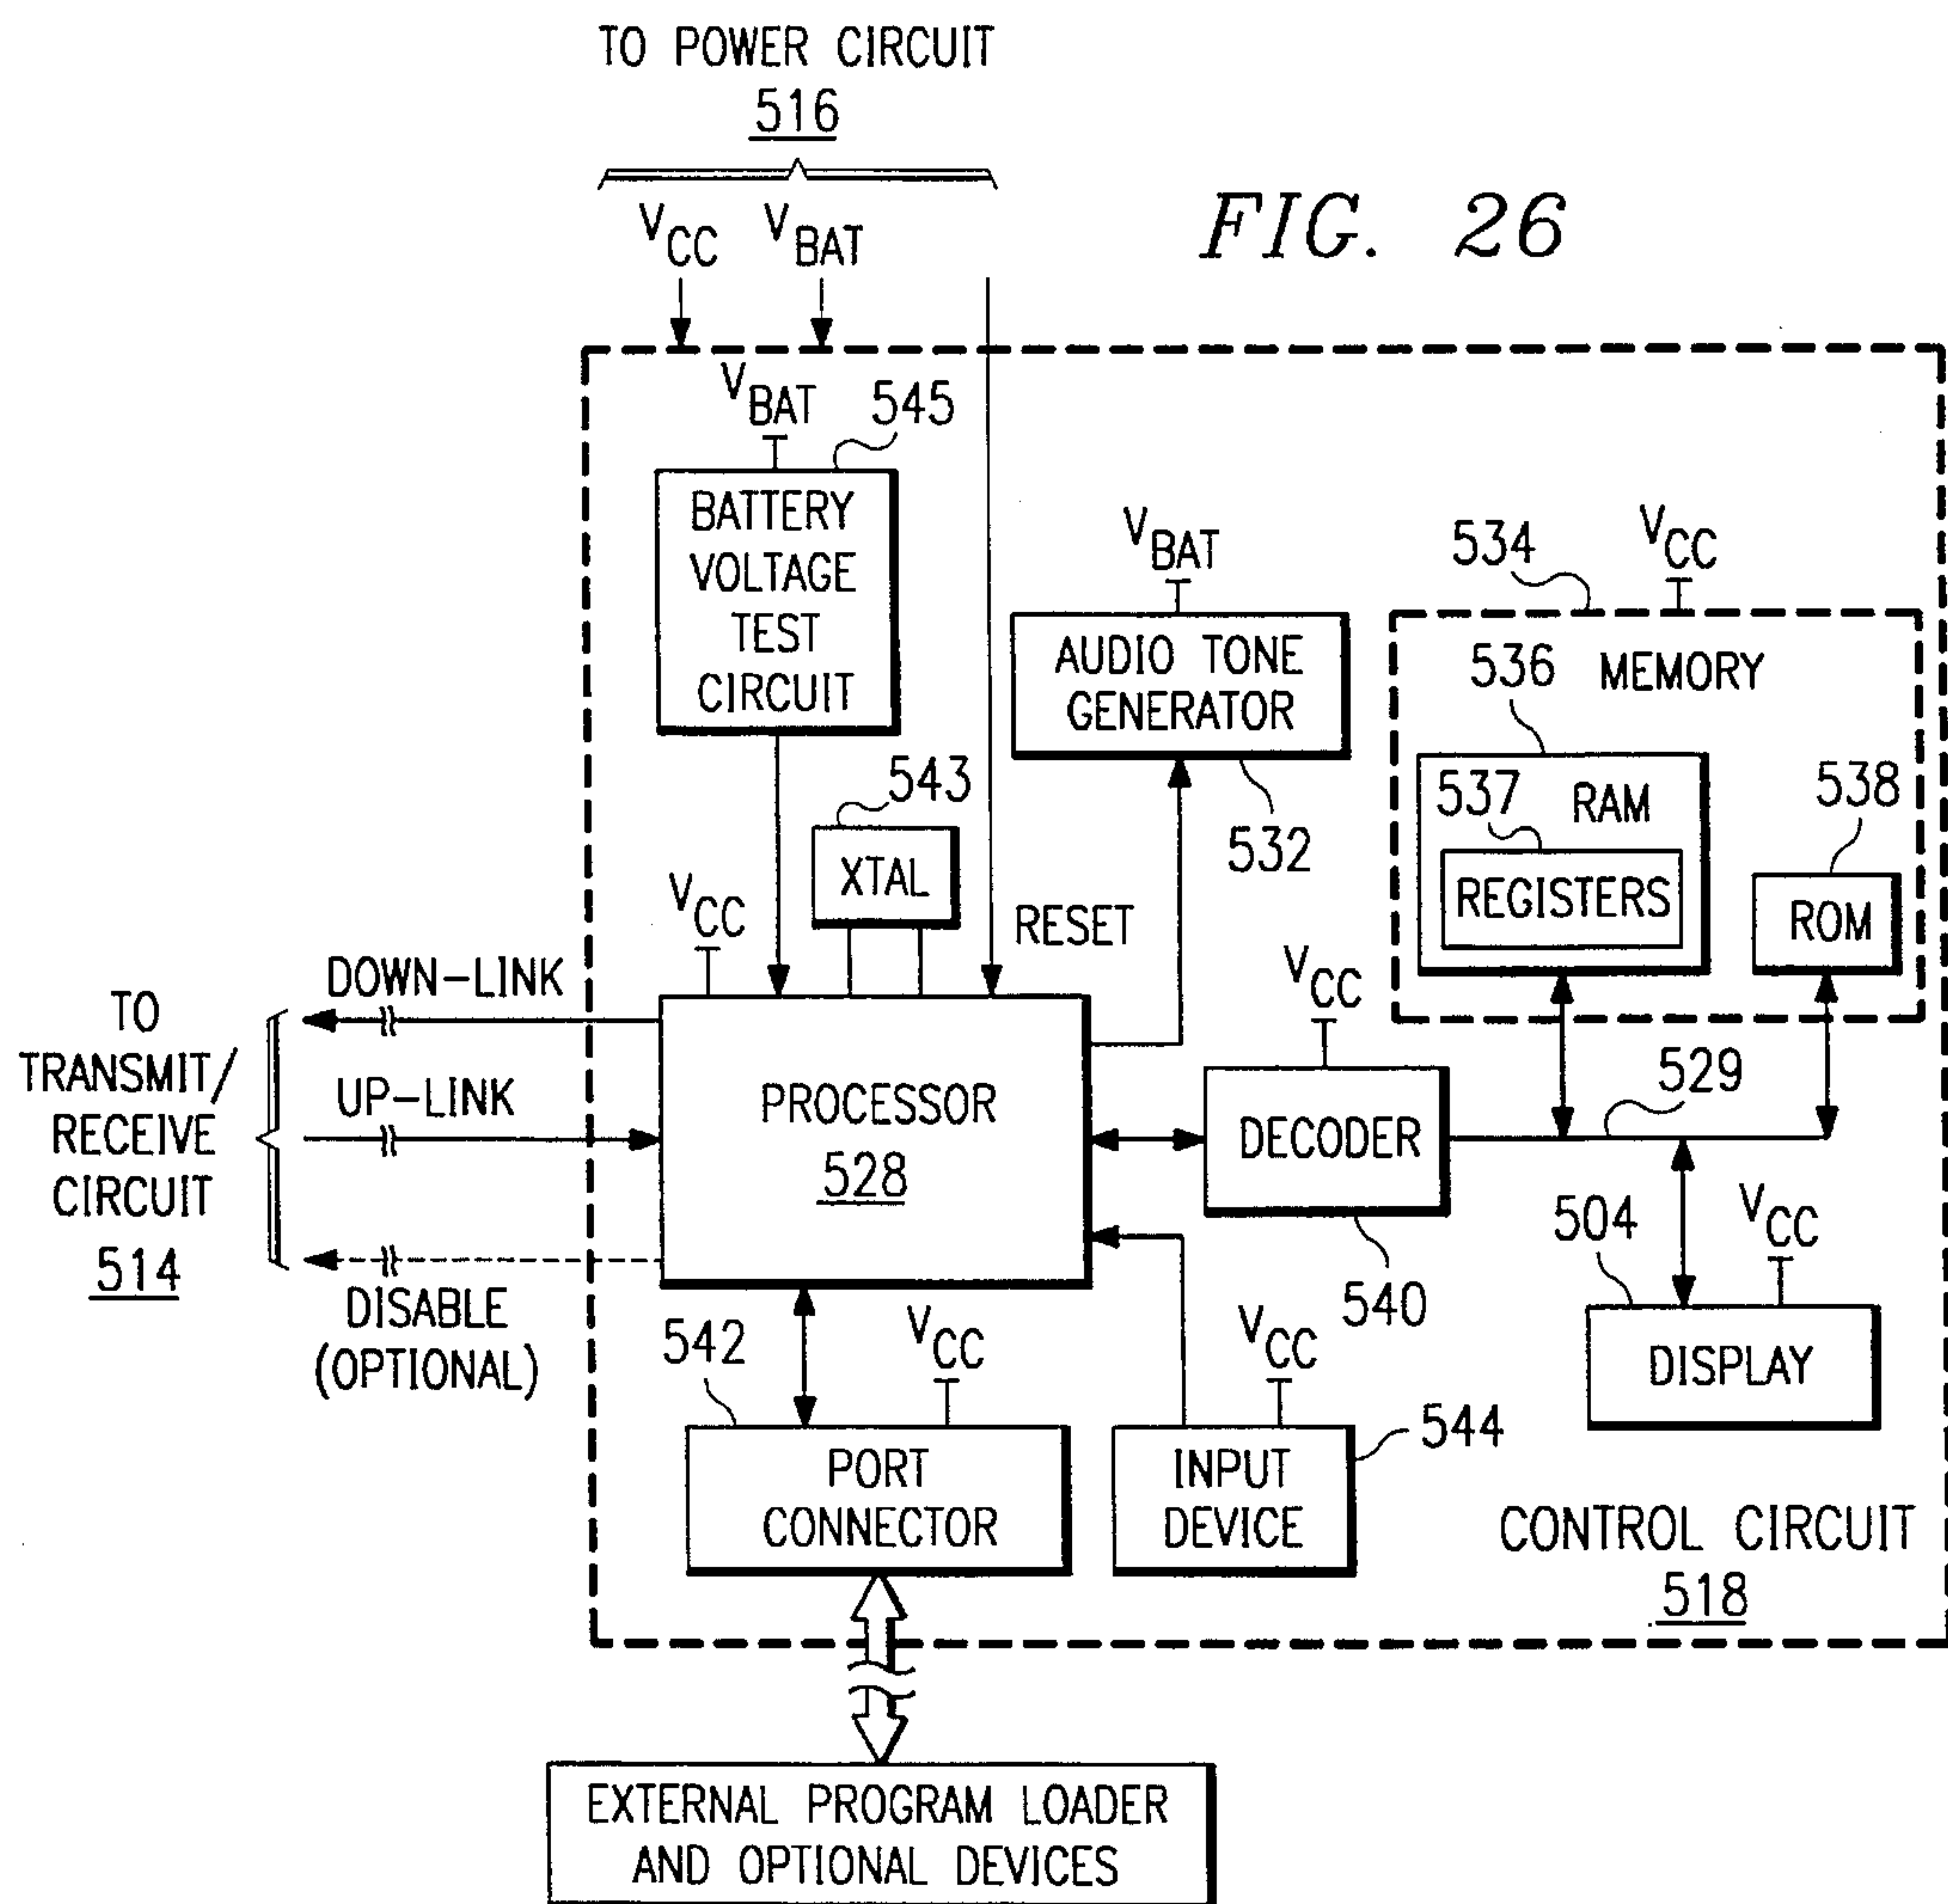 TO POWER CIRCUIT
516
VCC VBAT
FIG. 26
VBAT
545
BATTERY
VOLTAGE
TEST
CIRCUIT
VBAT
AUDIO TONE
GENERATOR
532
534
VCC
536
MEMORY
537
RAM
REGISTERS
538
ROM
543
XTAL
VCC
RESET
DOWN-LINK
UP-LINK
DISABLE
(OPTIONAL)
TO
TRANSMIT/
RECEIVE
CIRCUIT
514
PROCESSOR
528
VCC
DECODER
540
529
504
VCC
DISPLAY
542
VCC
PORT
CONNECTOR
VCC
544
INPUT
DEVICE
CONTROL CIRCUIT
518
EXTERNAL PROGRAM LOADER
AND OPTIONAL DEVICES